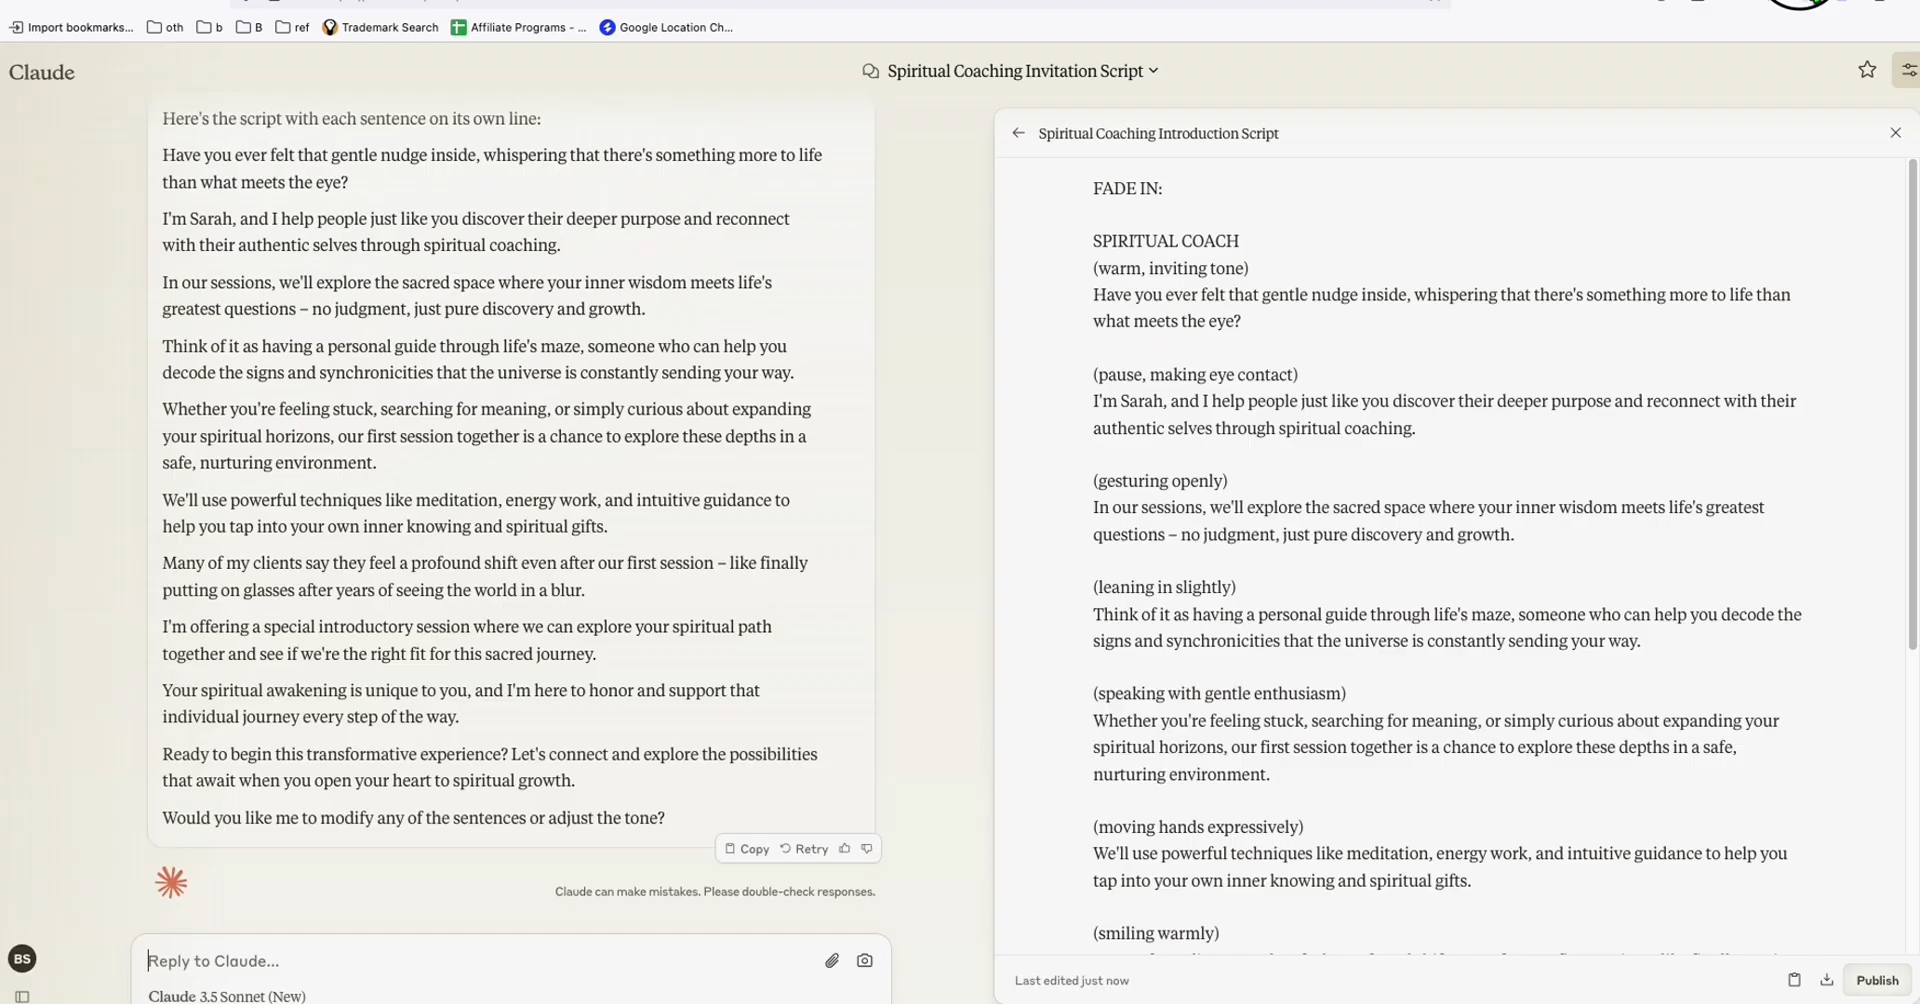 Import bookmarks...
oth
b
B
ref
Trademark Search
Affiliate Programs - ...
Google Location Ch...
Claude
Spiritual Coaching Invitation Script
Here's the script with each sentence on its own line:
Have you ever felt that gentle nudge inside, whispering that there's something more to life
than what meets the eye?
I'm Sarah, and I help people just like you discover their deeper purpose and reconnect
with their authentic selves through spiritual coaching.
In our sessions, we'll explore the sacred space where your inner wisdom meets life's
greatest questions – no judgment, just pure discovery and growth.
Think of it as having a personal guide through life's maze, someone who can help you
decode the signs and synchronicities that the universe is constantly sending your way.
Whether you're feeling stuck, searching for meaning, or simply curious about expanding
your spiritual horizons, our first session together is a chance to explore these depths in a
safe, nurturing environment.
We'll use powerful techniques like meditation, energy work, and intuitive guidance to
help you tap into your own inner knowing and spiritual gifts.
Many of my clients say they feel a profound shift even after our first session – like finally
putting on glasses after years of seeing the world in a blur.
I'm offering a special introductory session where we can explore your spiritual path
together and see if we're the right fit for this sacred journey.
Your spiritual awakening is unique to you, and I'm here to honor and support that
individual journey every step of the way.
Ready to begin this transformative experience? Let's connect and explore the possibilities
that await when you open your heart to spiritual growth.
Would you like me to modify any of the sentences or adjust the tone?
Copy
Retry
Claude can make mistakes. Please double-check responses.
BS
Reply to Claude...
Claude 3.5 Sonnet (New)
Spiritual Coaching Introduction Script
FADE IN:
SPIRITUAL COACH
(warm, inviting tone)
Have you ever felt that gentle nudge inside, whispering that there's something more to life than
what meets the eye?
(pause, making eye contact)
I'm Sarah, and I help people just like you discover their deeper purpose and reconnect with their
authentic selves through spiritual coaching.
(gesturing openly)
In our sessions, we'll explore the sacred space where your inner wisdom meets life's greatest
questions – no judgment, just pure discovery and growth.
(leaning in slightly)
Think of it as having a personal guide through life's maze, someone who can help you decode the
signs and synchronicities that the universe is constantly sending your way.
(speaking with gentle enthusiasm)
Whether you're feeling stuck, searching for meaning, or simply curious about expanding your
spiritual horizons, our first session together is a chance to explore these depths in a safe,
nurturing environment.
(moving hands expressively)
We'll use powerful techniques like meditation, energy work, and intuitive guidance to help you
tap into your own inner knowing and spiritual gifts.
(smiling warmly)
Last edited just now
Publish